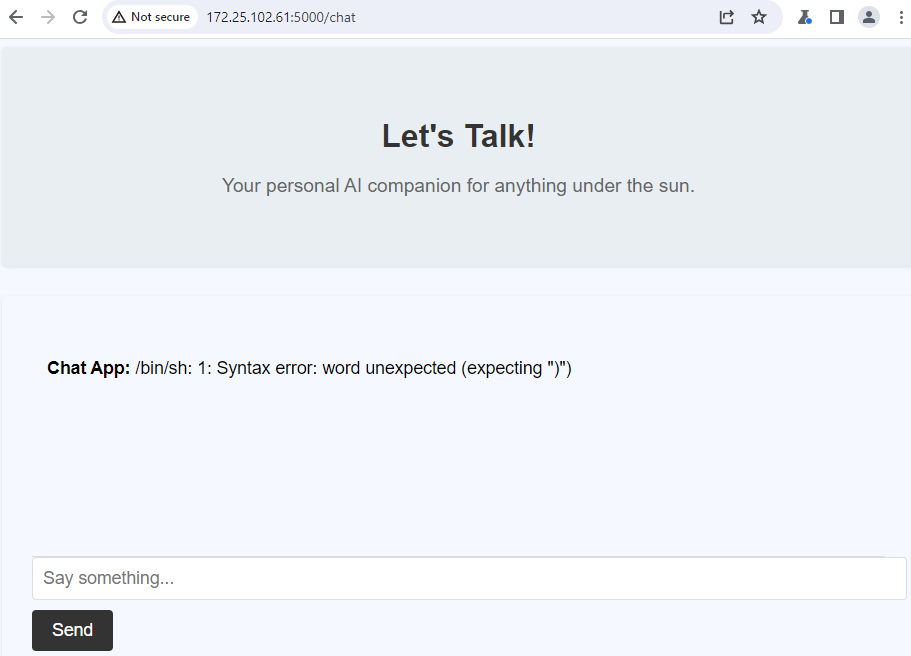 Not secure
172.25.102.61:5000/chat
Let's Talk!
Your personal AI companion for anything under the sun.
Chat App: /bin/sh: 1: Syntax error: word unexpected (expecting ")")
Say something...
Send